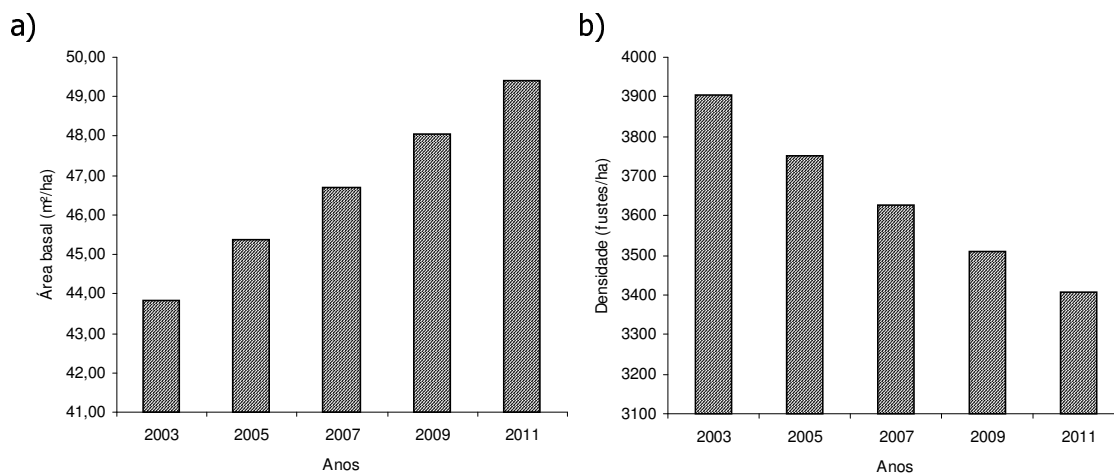 a)
Área basal (m²/ha)
50,00
49,00
48,00
47,00
46,00
45,00
44,00
43,00
42,00
41,00
2003 2005 2007 2009 2011
Anos
b)
Densidade (fustes/ha)
4000
3900
3800
3700
3600
3500
3400
3300
3200
3100
2003 2005 2007 2009 2011
Anos